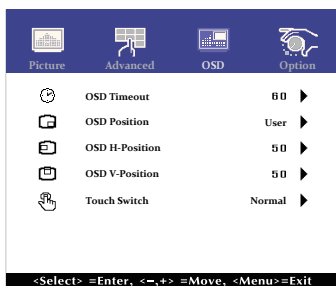 Picture Advanced OSD Option
OSD Timeout 60
OSD Position User
OSD H-Position 50
OSD V-Position 50
Touch Switch Normal
<Select> =Enter, <–,+> =Move, <Menu>=Exit